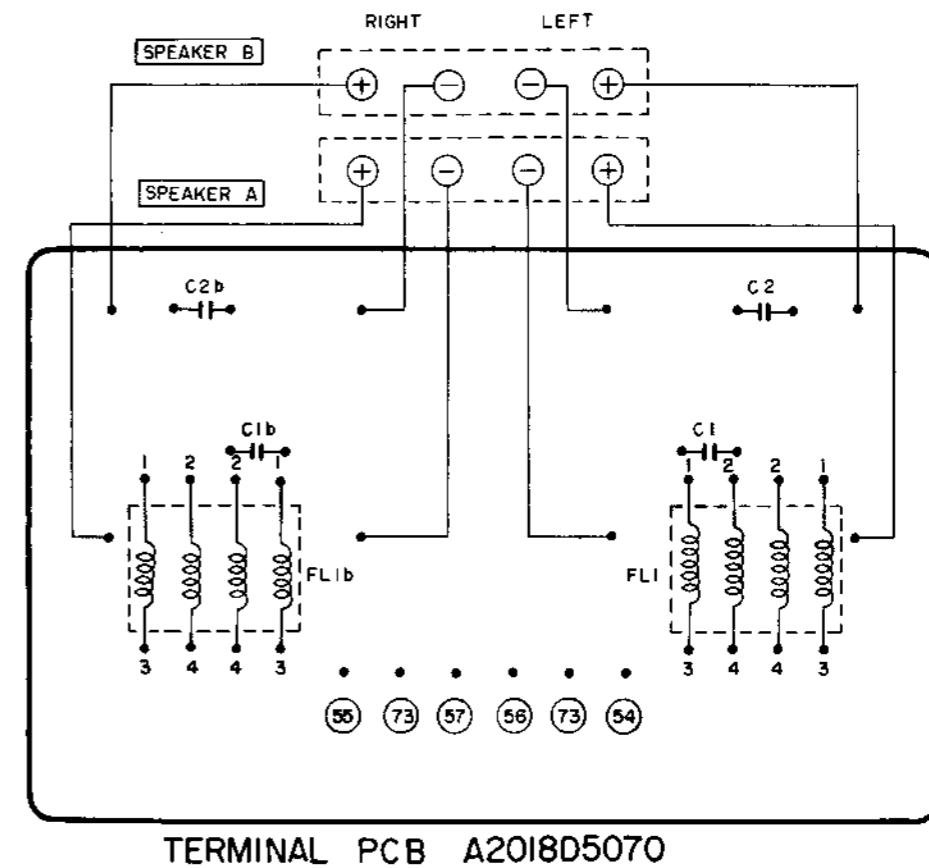 RIGHT LEFT
SPEAKER B
+ − − +
+ − − +
SPEAKER A
C2b C2
C1b C1
1 2 2 1 1 2 2 1
FL1b FL1
3 4 4 3 3 4 4 3
55 73 57 56 73 54
TERMINAL PCB A2018D5070